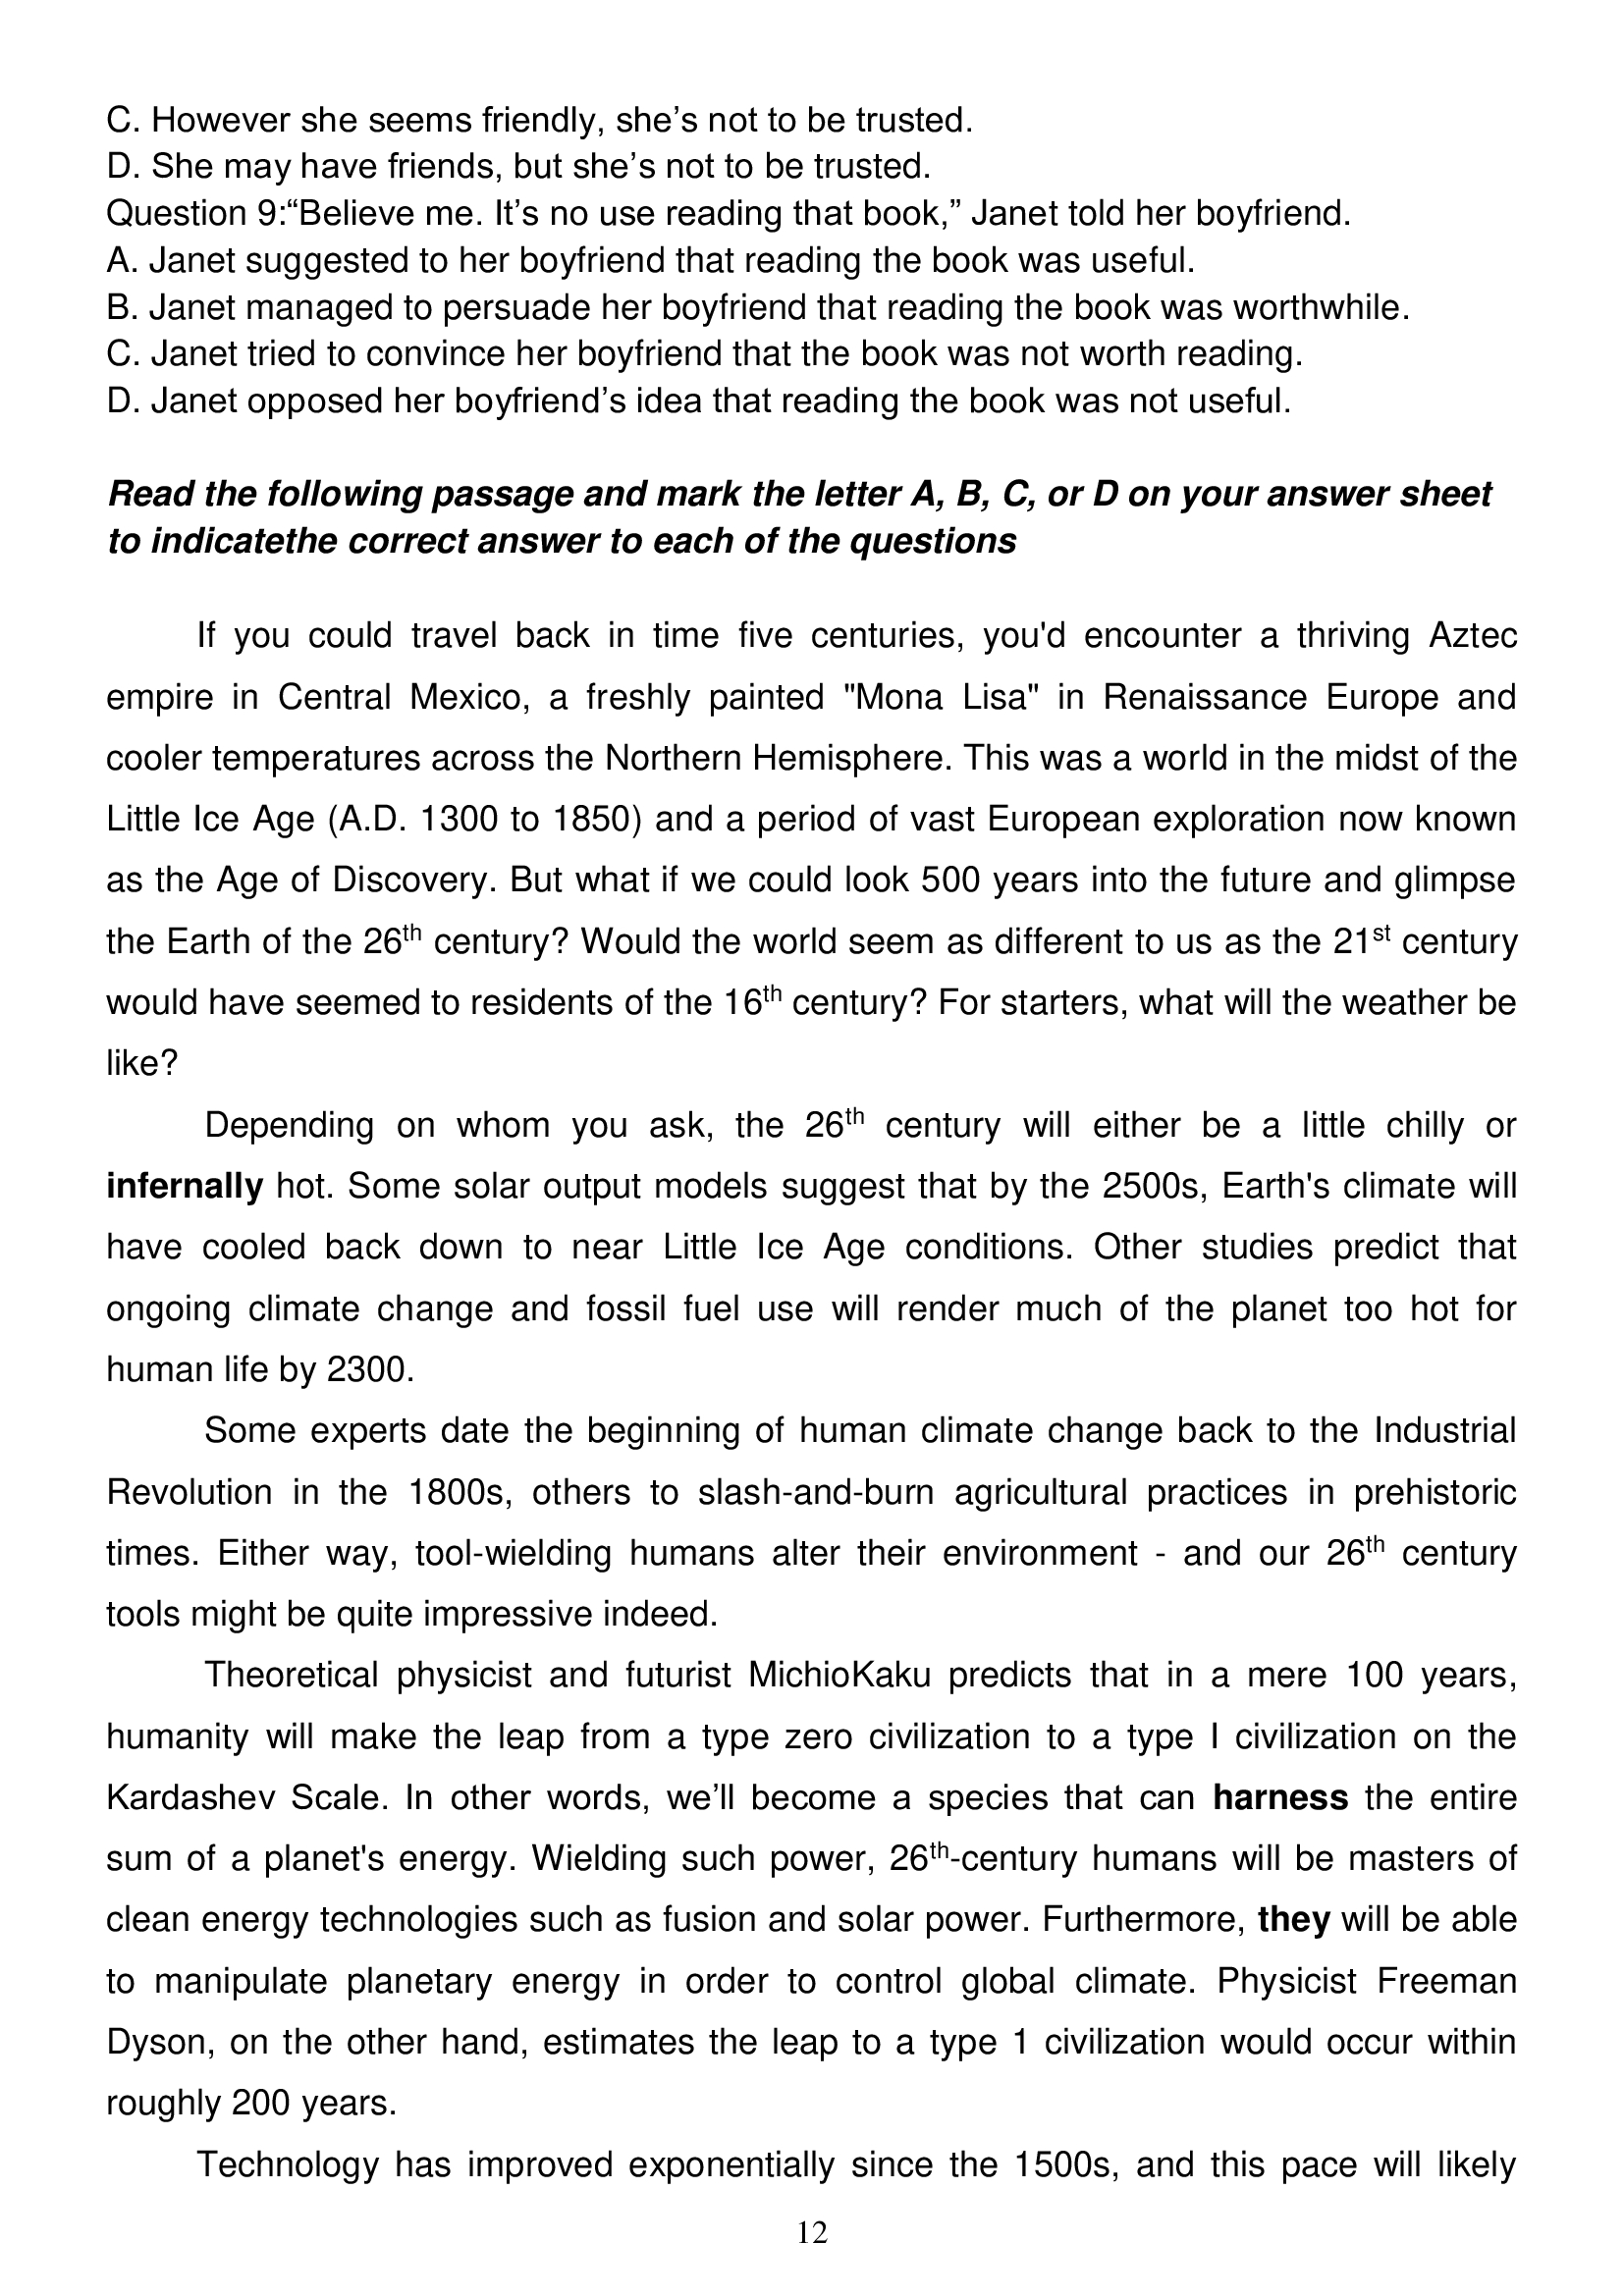 C. However she seems friendly, she’s not to be trusted.
D. She may have friends, but she’s not to be trusted.
Question 9:“Believe me. It’s no use reading that book,” Janet told her boyfriend.
A. Janet suggested to her boyfriend that reading the book was useful.
B. Janet managed to persuade her boyfriend that reading the book was worthwhile.
C. Janet tried to convince her boyfriend that the book was not worth reading.
D. Janet opposed her boyfriend’s idea that reading the book was not useful.
Read the following passage and mark the letter A, B, C, or D on your answer sheet
to indicatethe correct answer to each of the questions
If you could travel back in time five centuries, you'd encounter a thriving Aztec
empire in Central Mexico, a freshly painted "Mona Lisa" in Renaissance Europe and
cooler temperatures across the Northern Hemisphere. This was a world in the midst of the
Little Ice Age (A.D. 1300 to 1850) and a period of vast European exploration now known
as the Age of Discovery. But what if we could look 500 years into the future and glimpse
the Earth of the 26th century? Would the world seem as different to us as the 21st century
would have seemed to residents of the 16th century? For starters, what will the weather be
like?
Depending on whom you ask, the 26th century will either be a little chilly or
infernally hot. Some solar output models suggest that by the 2500s, Earth's climate will
have cooled back down to near Little Ice Age conditions. Other studies predict that
ongoing climate change and fossil fuel use will render much of the planet too hot for
human life by 2300.
Some experts date the beginning of human climate change back to the Industrial
Revolution in the 1800s, others to slash-and-burn agricultural practices in prehistoric
times. Either way, tool-wielding humans alter their environment - and our 26th century
tools might be quite impressive indeed.
Theoretical physicist and futurist MichioKaku predicts that in a mere 100 years,
humanity will make the leap from a type zero civilization to a type I civilization on the
Kardashev Scale. In other words, we’ll become a species that can harness the entire
sum of a planet's energy. Wielding such power, 26th-century humans will be masters of
clean energy technologies such as fusion and solar power. Furthermore, they will be able
to manipulate planetary energy in order to control global climate. Physicist Freeman
Dyson, on the other hand, estimates the leap to a type 1 civilization would occur within
roughly 200 years.
Technology has improved exponentially since the 1500s, and this pace will likely
12